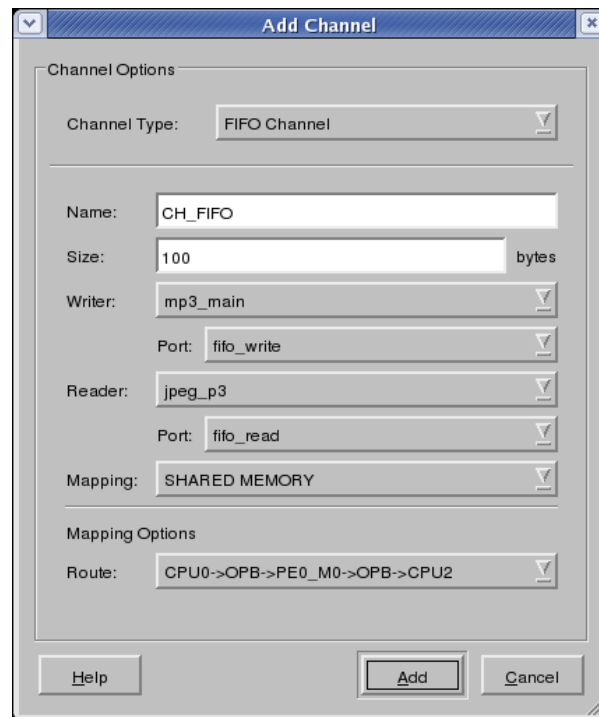 Add Channel
Channel Options
Channel Type: FIFO Channel
Name: CH_FIFO
Size: 100 bytes
Writer: mp3_main
Port: fifo_write
Reader: jpeg_p3
Port: fifo_read
Mapping: SHARED MEMORY
Mapping Options
Route: CPU0->OPB->PE0_M0->OPB->CPU2
Help Add Cancel